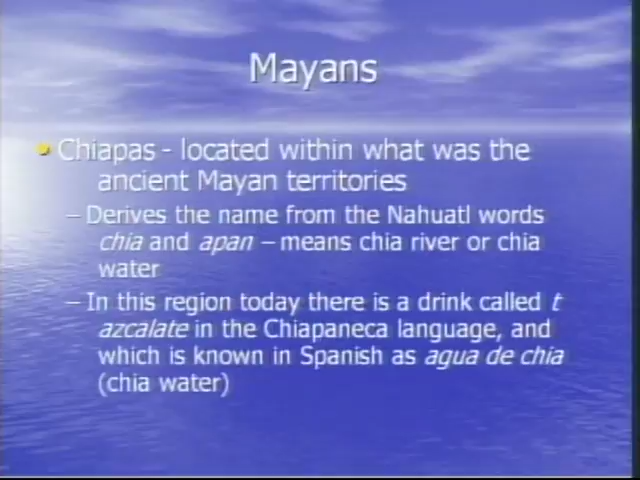 Mayans
• Chiapas - located within what was the
ancient Mayan territories
– Derives the name from the Nahuatl words
chia and apan – means chia river or chia
water
– In this region today there is a drink called t
azcalate in the Chiapaneca language, and
which is known in Spanish as agua de chia
(chia water)